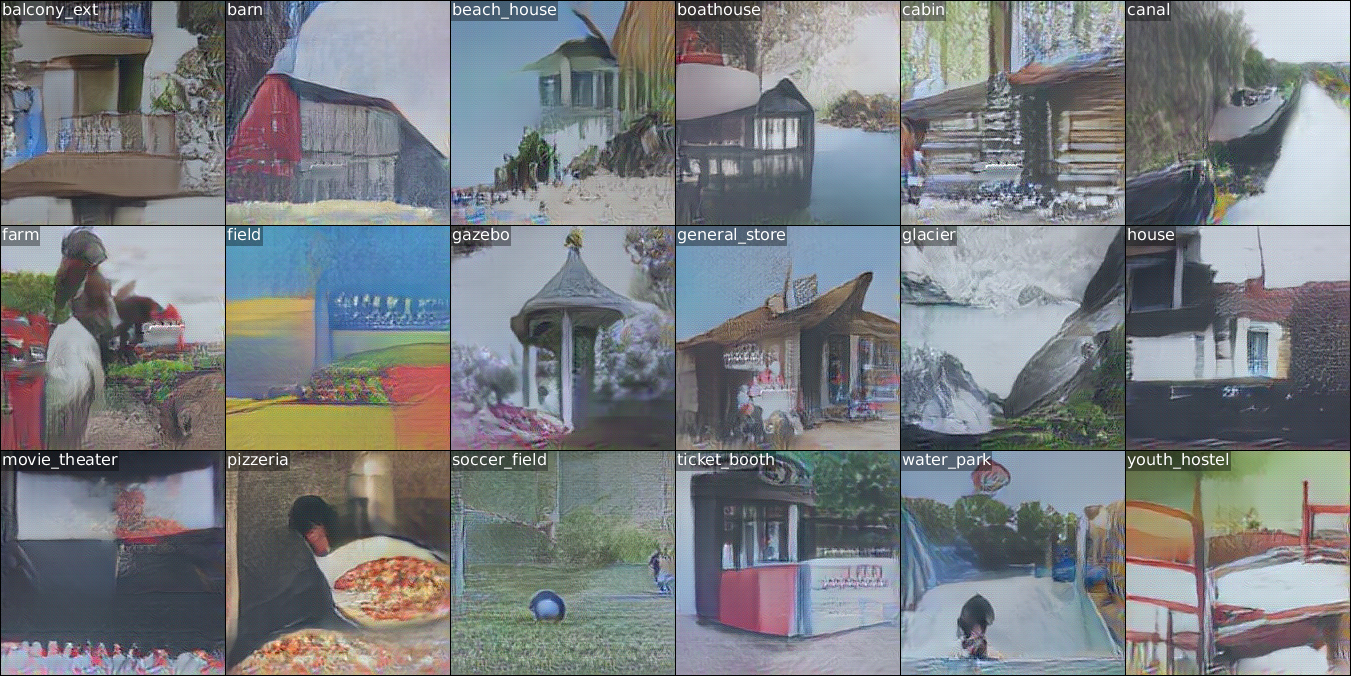 balcony_ext
barn
beach_house
boathouse
cabin
canal
farm
field
gazebo
general_store
glacier
house
movie_theater
pizzeria
soccer_field
ticket_booth
water_park
youth_hostel